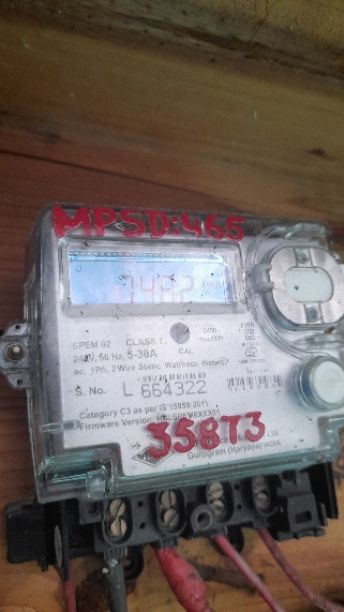 MPSD:465
SPEM 02 CLASS 1
240V, 50 Hz, 5-30A CAL
ac, 1Ph, 2 Wire Static Watthour Meter
S. No. L 664322
Category C3 as per IS 15959:2011
Firmware Version:
358T3
Ltd.
Gurugram (Haryana) INDIA